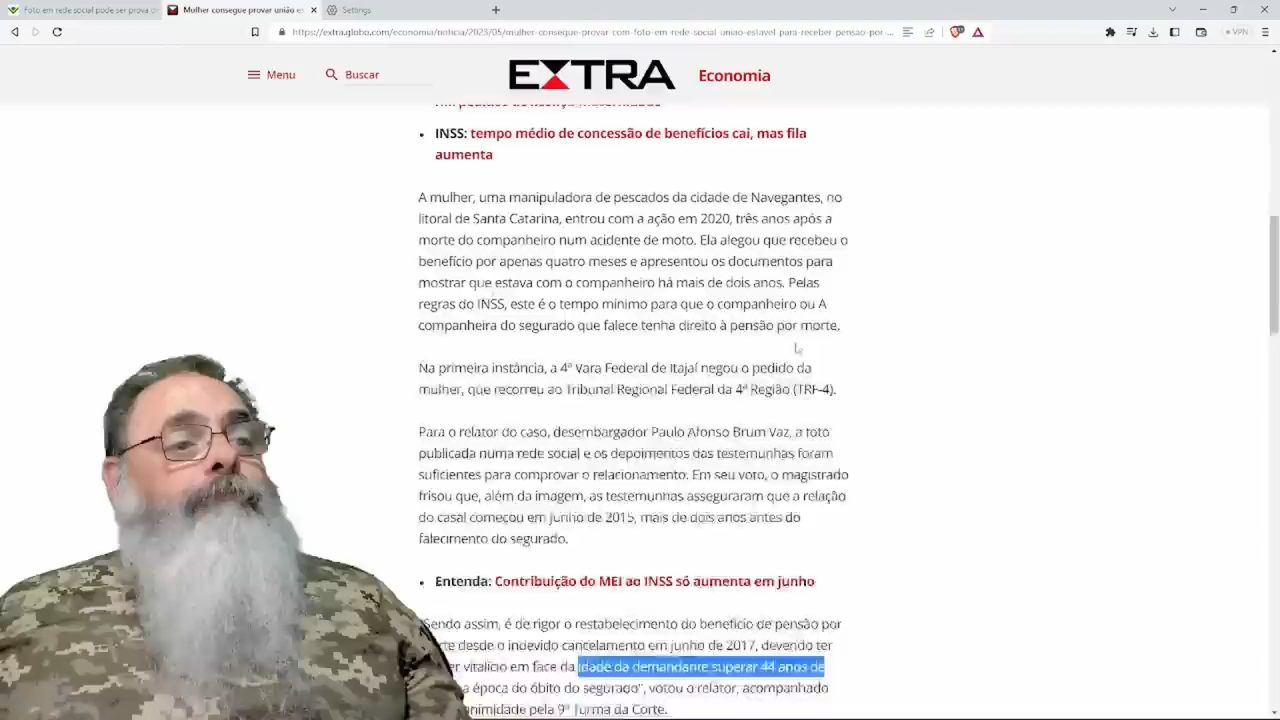 Foto em rede social pode ser prova d
Mulher consegue provar união es
Settings
https://extra.globo.com/economia/noticia/2023/05/mulher-consegue-provar-com-foto-em-rede-social-uniao-estavel-para-receber-pensao-por-...
VPN
Menu
Buscar
EXTRA
Economia
INSS: tempo médio de concessão de benefícios cai, mas fila
aumenta
A mulher, uma manipuladora de pescados da cidade de Navegantes, no
litoral de Santa Catarina, entrou com a ação em 2020, três anos após a
morte do companheiro num acidente de moto. Ela alegou que recebeu o
benefício por apenas quatro meses e apresentou os documentos para
mostrar que estava com o companheiro há mais de dois anos. Pelas
regras do INSS, este é o tempo mínimo para que o companheiro ou A
companheira do segurado que falece tenha direito à pensão por morte.
Na primeira instância, a 4ª Vara Federal de Itajaí negou o pedido da
mulher, que recorreu ao Tribunal Regional Federal da 4ª Região (TRF-4).
Para o relator do caso, desembargador Paulo Afonso Brum Vaz, a foto
publicada numa rede social e os depoimentos das testemunhas foram
suficientes para comprovar o relacionamento. Em seu voto, o magistrado
frisou que, além da imagem, as testemunhas asseguraram que a relação
do casal começou em junho de 2015, mais de dois anos antes do
falecimento do segurado.
Entenda: Contribuição do MEI ao INSS só aumenta em junho
"Sendo assim, é de rigor o restabelecimento do benefício de pensão por
desde o indevido cancelamento em junho de 2017, devendo ter
vitalício em face da idade da demandante superar 44 anos de
a época do óbito do segurado", votou o relator, acompanhado
pela 9ª Turma da Corte.